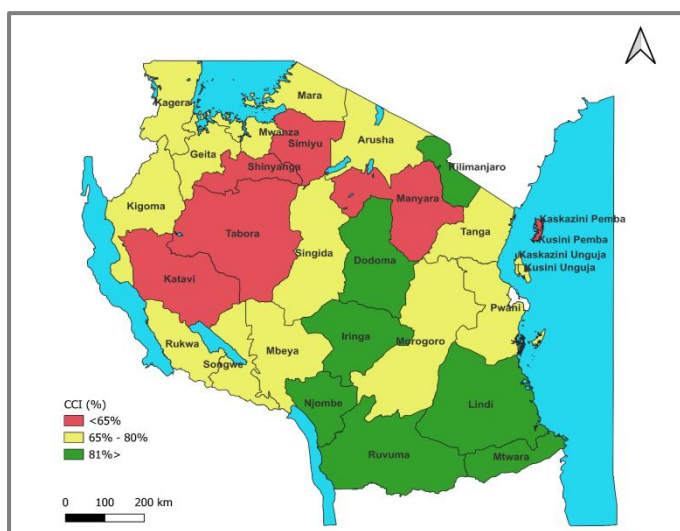 Kagera
Mara
Mwanza
Simiyu
Arusha
Geita
Kilimanjaro
Shinyanga
Kigoma
Manyara
Kaskazini Pemba
Tabora
Tanga
Kusini Pemba
Singida
Kaskazini Unguja
Dodoma
Kusini Unguja
Katavi
Pwani
Rukwa
Iringa
Morogoro
Mbeya
Songwe
Njombe
Lindi
Ruvuma
Mtwara
CCI (%)
<65%
65% - 80%
81%>
0 100 200 km